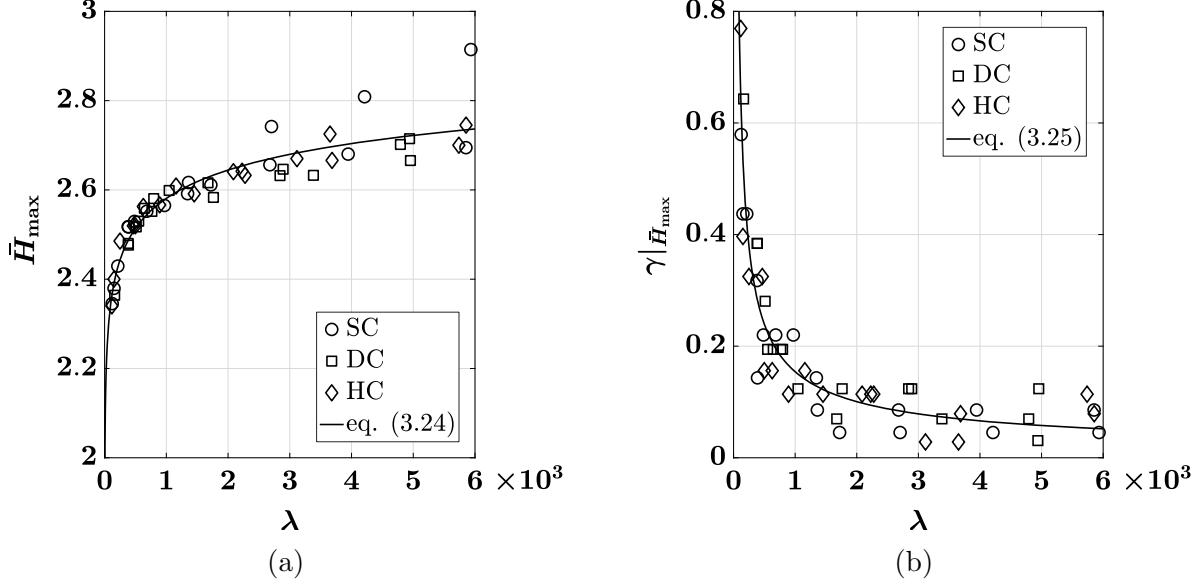 3
2.8
2.6
2.4
2.2
2
H̄max
SC
DC
HC
eq. (3.24)
0 1 2 3 4 5 6 ×10³
λ
(a)
0.8
0.6
0.4
0.2
0
γ|H̄max
SC
DC
HC
eq. (3.25)
0 1 2 3 4 5 6 ×10³
λ
(b)